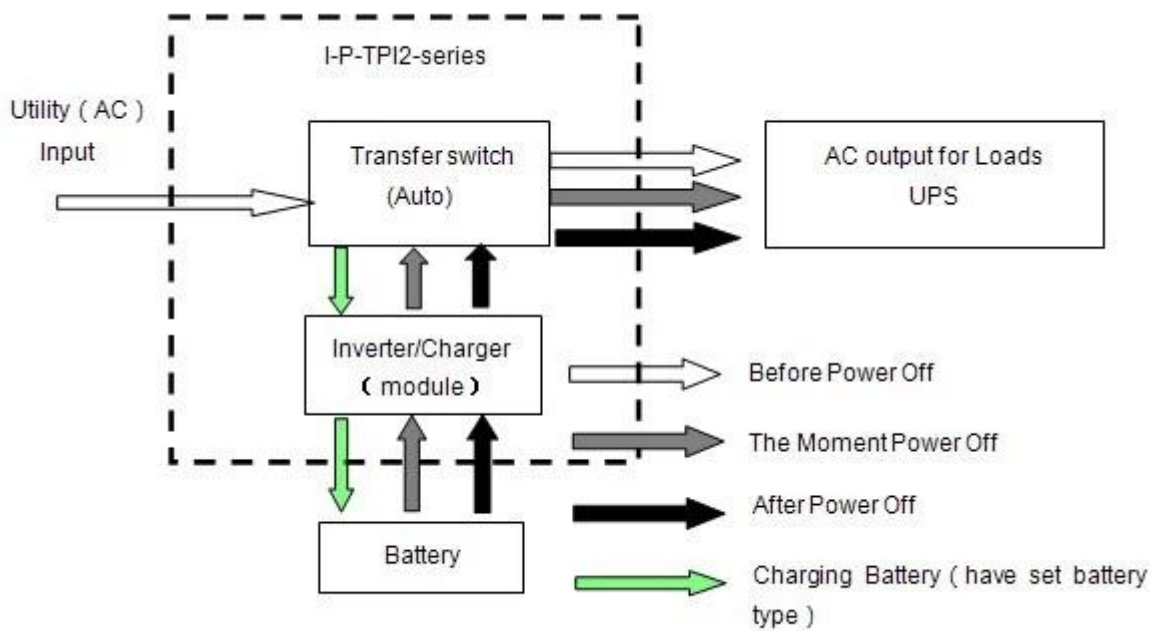 I-P-TPI2-series
Utility ( AC )
Input
Transfer switch
(Auto)
AC output for Loads
UPS
Inverter/Charger
( module )
Before Power Off
The Moment Power Off
After Power Off
Battery
Charging Battery ( have set battery
type )